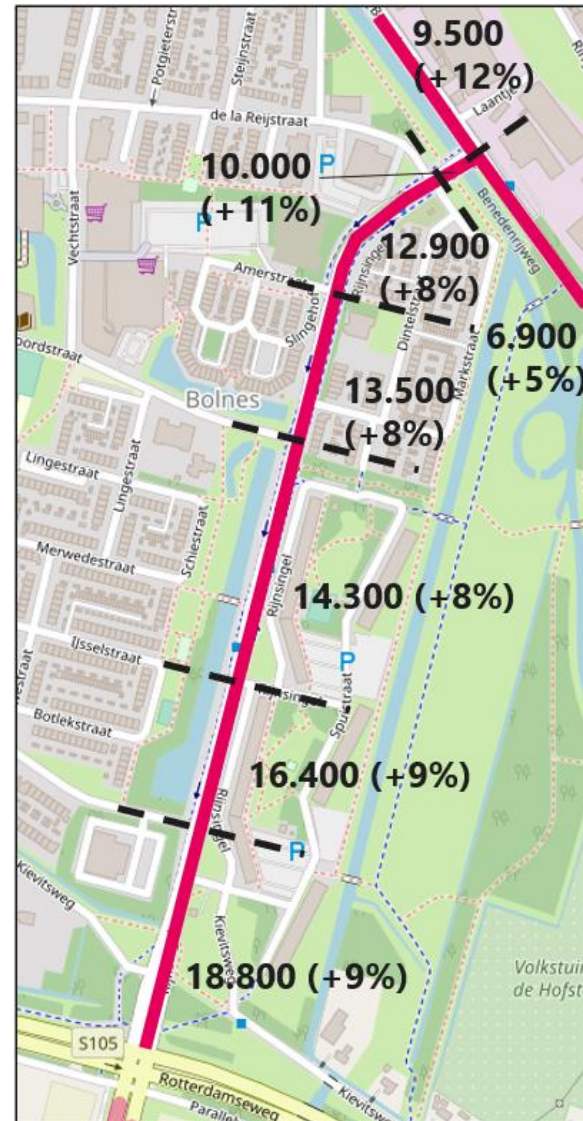 9.500
(+12%)
Potgieterstraat
Steijnstraat
Laantje
de la Reijstraat
10.000
(+11%)
P
P
Vechtstraat
Benedenrijweg
12.900
(+8%)
Rijnsingel
Amerstraat
Slingehof
Dintelstraat
Markstraat
6.900
(+5%)
oordstraat
Bolnes
13.500
(+8%)
Lingestraat
Lingestraat
Schiestraat
Merwedestraat
Rijnsingel
14.300 (+8%)
IJsselstraat
P
Rijnsingel
Spuistraat
Botlekstraat
16.400 (+9%)
Rijnsingel
P
Kievitsweg
Kievitsweg
18.800 (+9%)
Volkstuin
de Hofst
S105
Rotterdamseweg
Kievitsweg
Paralle